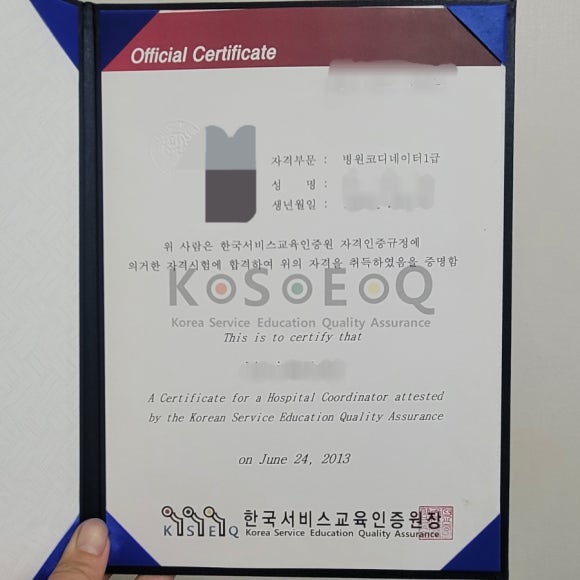 Official Certificate
자격부문 : 병원코디네이터1급
성 명 :
생년월일 :
위 사람은 한국서비스교육인증원 자격인증규정에
의거한 자격시험에 합격하여 위의 자격을 취득하였음을 증명함
KoSoEoQ
Korea Service Education Quality Assurance
This is to certify that
A Certificate for a Hospital Coordinator attested
by the Korean Service Education Quality Assurance
on June 24, 2013
KSEQ 한국서비스교육인증원장
Korea Service Education Quality Assurance